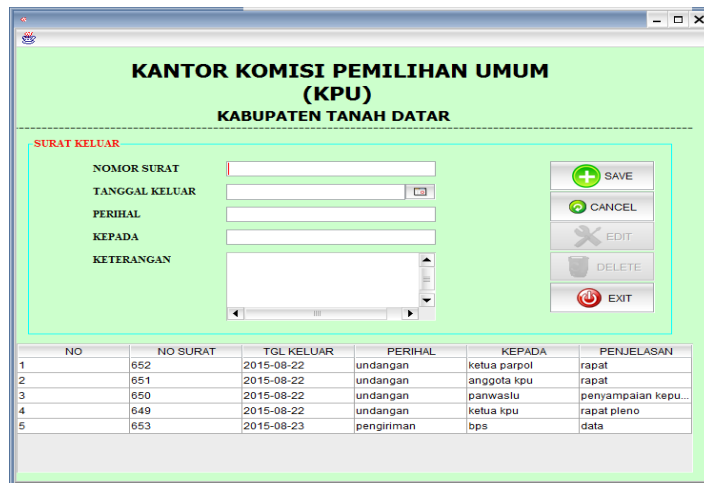 KANTOR KOMISI PEMILIHAN UMUM
(KPU)
KABUPATEN TANAH DATAR
SURAT KELUAR
NOMOR SURAT
TANGGAL KELUAR
PERIHAL
KEPADA
KETERANGAN
SAVE
CANCEL
EDIT
DELETE
EXIT
NO NO SURAT TGL KELUAR PERIHAL KEPADA PENJELASAN
1 652 2015-08-22 undangan ketua parpol rapat
2 651 2015-08-22 undangan anggota kpu rapat
3 650 2015-08-22 undangan panwaslu penyampaian kepu...
4 649 2015-08-22 undangan ketua kpu rapat pleno
5 653 2015-08-23 pengiriman bps data